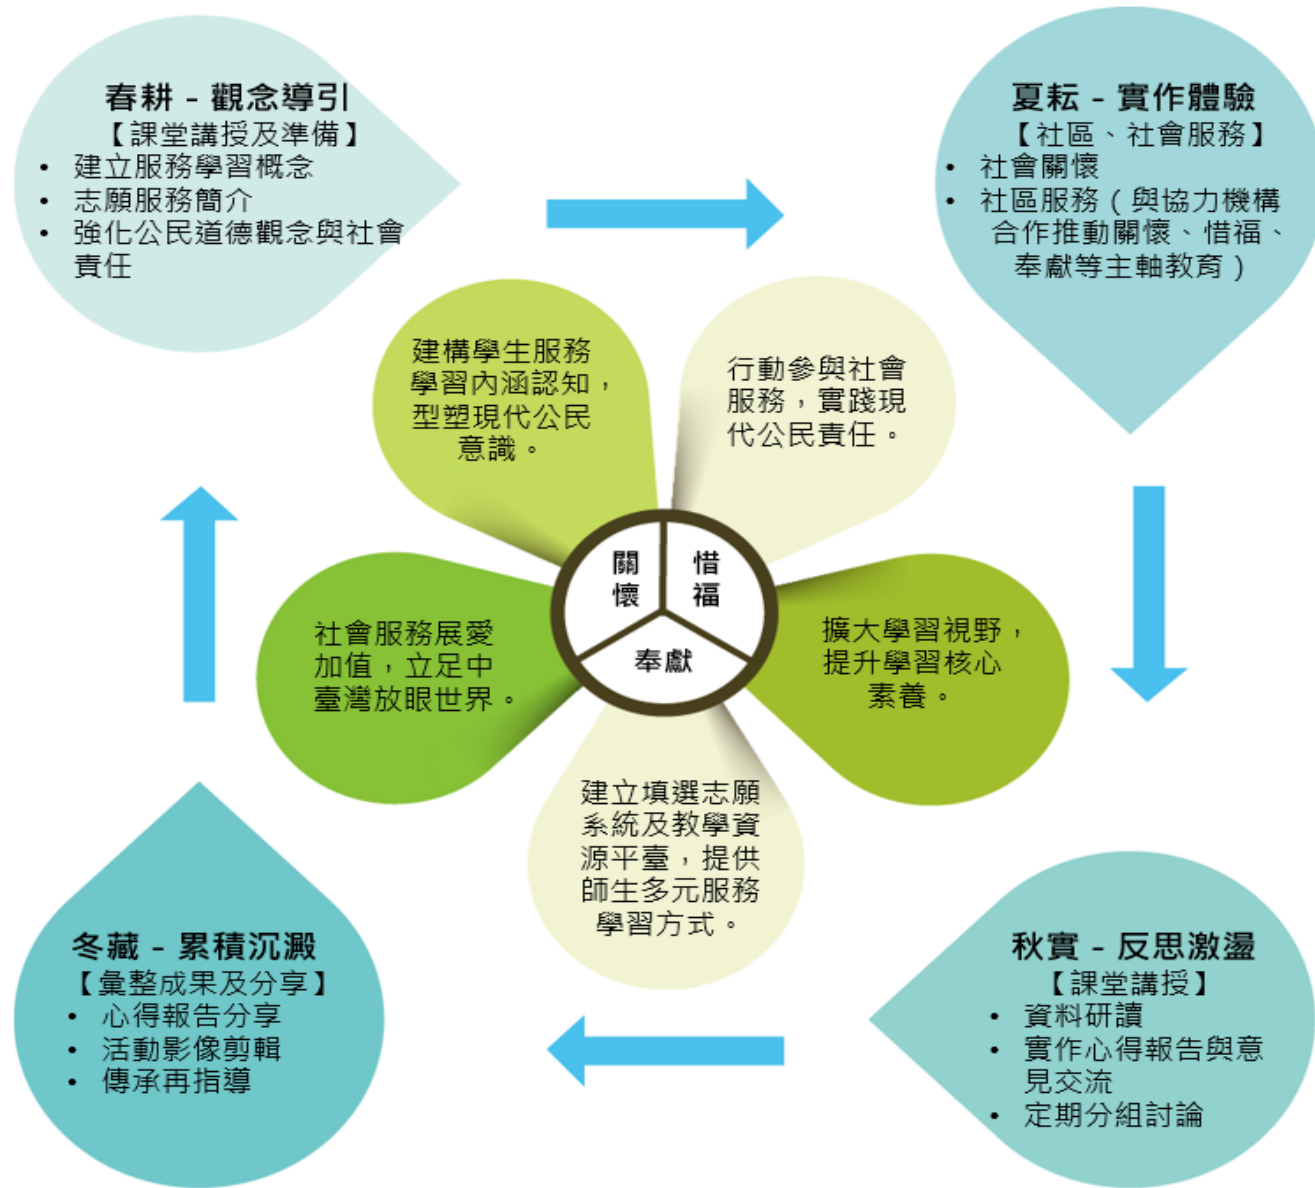 春耕 - 觀念導引
【課堂講授及準備】
• 建立服務學習概念
• 志願服務簡介
• 強化公民道德觀念與社會
責任
夏耘 - 實作體驗
【社區、社會服務】
• 社會關懷
• 社區服務（與協力機構
合作推動關懷、惜福、
奉獻等主軸教育）
建構學生服務
學習內涵認知，
型塑現代公民
意識。
行動參與社會
服務，實踐現
代公民責任。
關
懷
惜
福
奉獻
社會服務展愛
加值，立足中
臺灣放眼世界。
擴大學習視野，
提升學習核心
素養。
建立填選志願
系統及教學資
源平臺，提供
師生多元服務
學習方式。
冬藏 - 累積沉澱
【彙整成果及分享】
• 心得報告分享
• 活動影像剪輯
• 傳承再指導
秋實 - 反思激盪
【課堂講授】
• 資料研讀
• 實作心得報告與意
見交流
• 定期分組討論